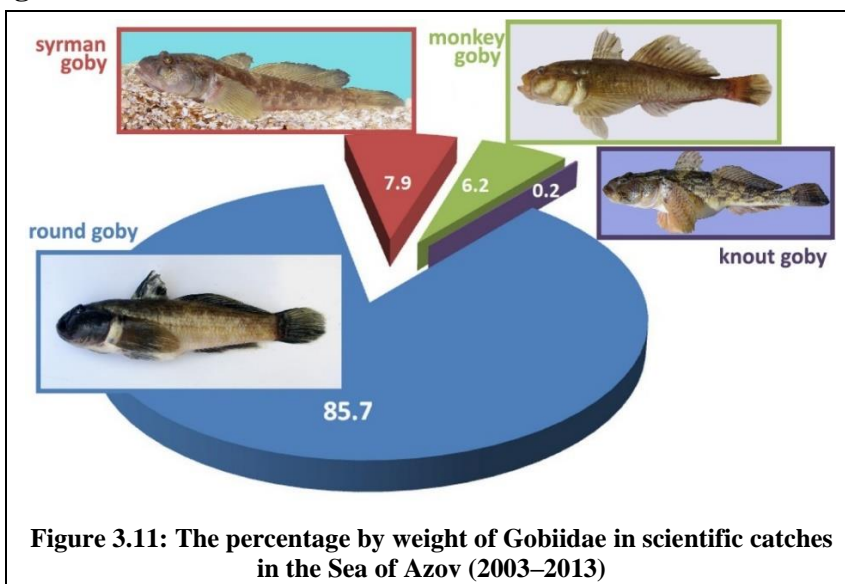 syrman
goby
monkey
goby
7.9
6.2
0.2
round goby
knout goby
85.7
Figure 3.11: The percentage by weight of Gobiidae in scientific catches
in the Sea of Azov (2003–2013)